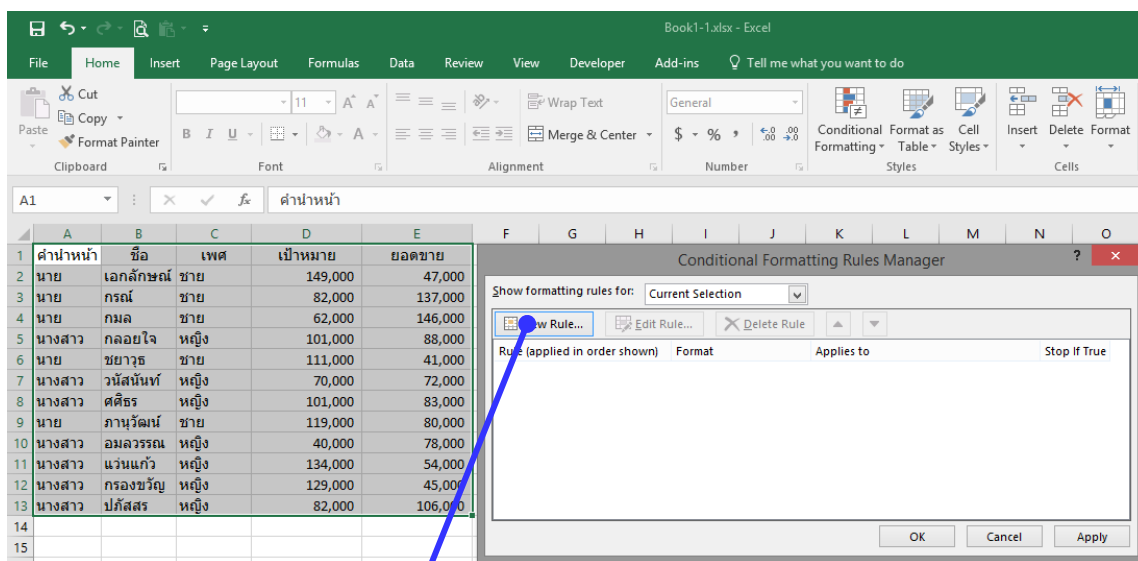 Book1-1.xlsx - Excel
File Home Insert Page Layout Formulas Data Review View Developer Add-ins Tell me what you want to do
Cut
Copy
Format Painter
Paste
11 A A
B I U A
Wrap Text
Merge & Center
General
$ % , .0 .00 .00 .0
Conditional Formatting
Format as Table
Cell Styles
Insert Delete Format
Clipboard Font Alignment Number Styles Cells
A1 fx คำนำหน้า
A B C D E F G H I J K L M N O
1 คำนำหน้า ชื่อ เพศ เป้าหมาย ยอดขาย
2 นาย เอกลักษณ์ ชาย 149,000 47,000
3 นาย กรณ์ ชาย 82,000 137,000
4 นาย กมล ชาย 62,000 146,000
5 นางสาว กลอยใจ หญิง 101,000 88,000
6 นาย ชยาวุธ ชาย 111,000 41,000
7 นางสาว วนัสนันท์ หญิง 70,000 72,000
8 นางสาว ศศิธร หญิง 101,000 83,000
9 นาย ภานุวัฒน์ ชาย 119,000 80,000
10 นางสาว อมลวรรณ หญิง 40,000 78,000
11 นางสาว แว่นแก้ว หญิง 134,000 54,000
12 นางสาว กรองขวัญ หญิง 129,000 45,000
13 นางสาว ปภัสสร หญิง 82,000 106,000
14
15
Conditional Formatting Rules Manager ? ×
Show formatting rules for: Current Selection
New Rule... Edit Rule... Delete Rule
Rule (applied in order shown) Format Applies to Stop If True
OK Cancel Apply